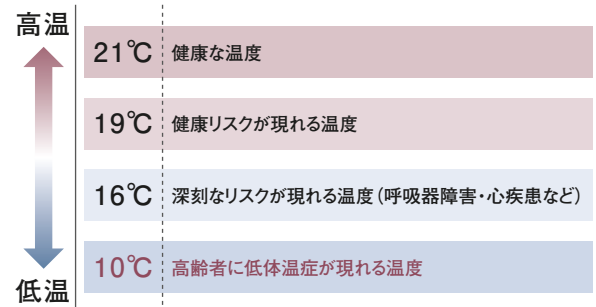 高温
21℃ 健康な温度
19℃ 健康リスクが現れる温度
16℃ 深刻なリスクが現れる温度（呼吸器障害・心疾患など）
10℃ 高齢者に低体温症が現れる温度
低温